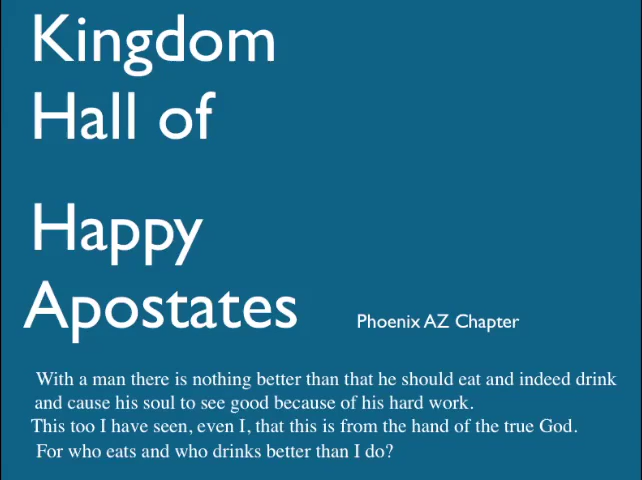 Kingdom
Hall of
Happy
Apostates
Phoenix AZ Chapter
With a man there is nothing better than that he should eat and indeed drink
and cause his soul to see good because of his hard work.
This too I have seen, even I, that this is from the hand of the true God.
For who eats and who drinks better than I do?